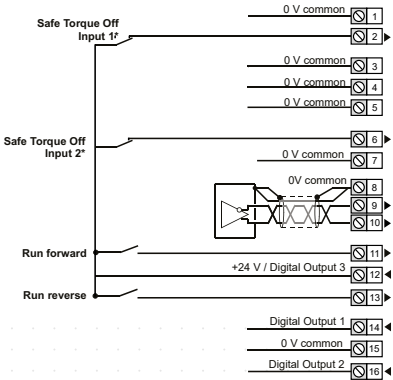 0 V common 1
Safe Torque Off
Input 1*
2
0 V common 3
0 V common 4
0 V common 5
Safe Torque Off
Input 2*
6
0 V common 7
0V common 8
9
10
Run forward 11
+24 V / Digital Output 3 12
Run reverse 13
Digital Output 1 14
0 V common 15
Digital Output 2 16